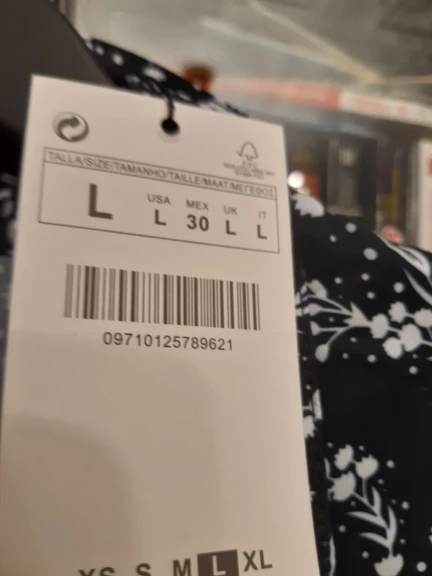 TALLA/SIZE/TAMANHO/TAILLE/MAAT/ΜΕΓΕΘΟΣ
L
USA MEX UK IT
L 30 L L
09710125789621
XS S M L XL